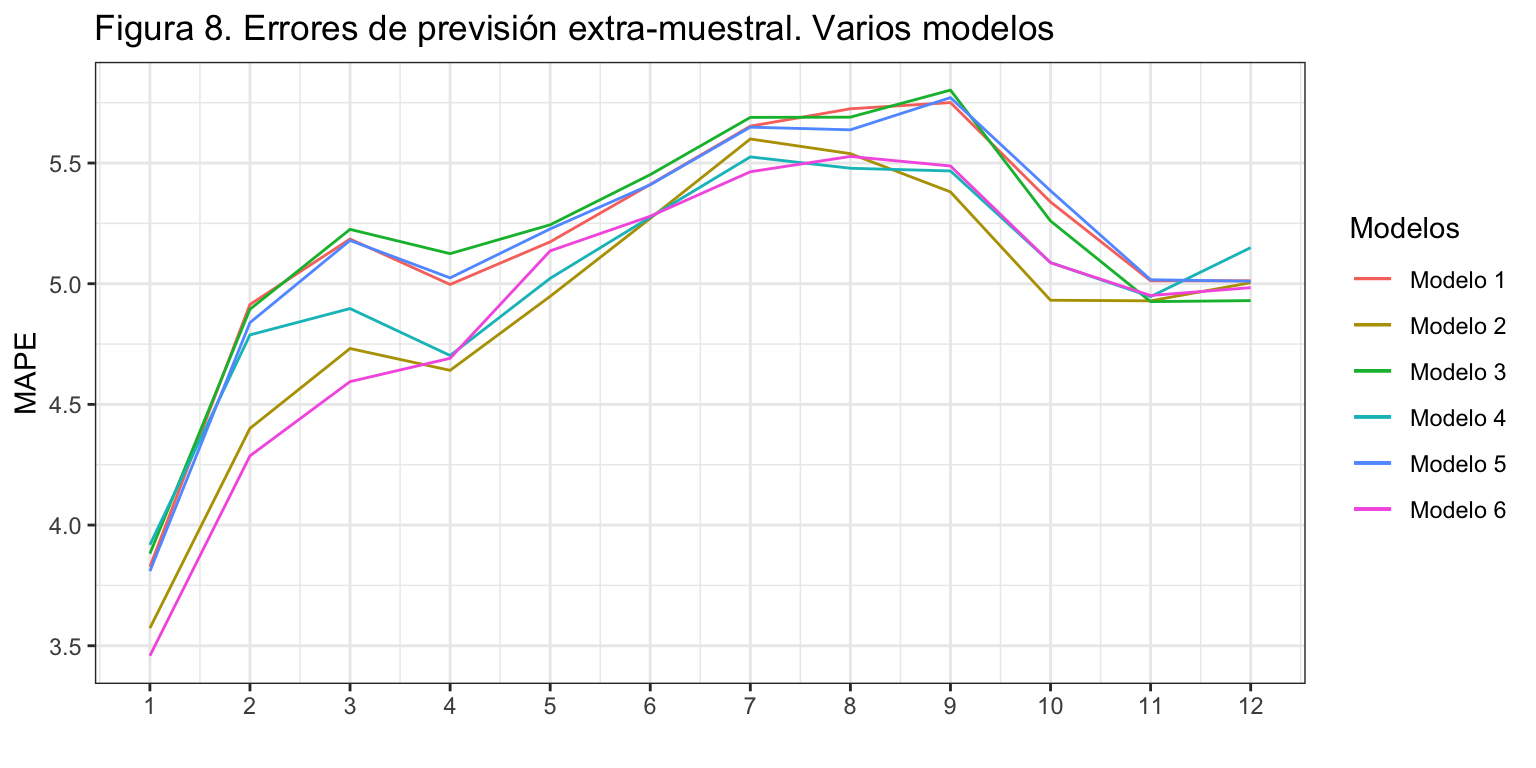 Figura 8. Errores de previsión extra-muestral. Varios modelos
MAPE
5.5
5.0
4.5
4.0
3.5
1 2 3 4 5 6 7 8 9 10 11 12
Modelos
Modelo 1
Modelo 2
Modelo 3
Modelo 4
Modelo 5
Modelo 6